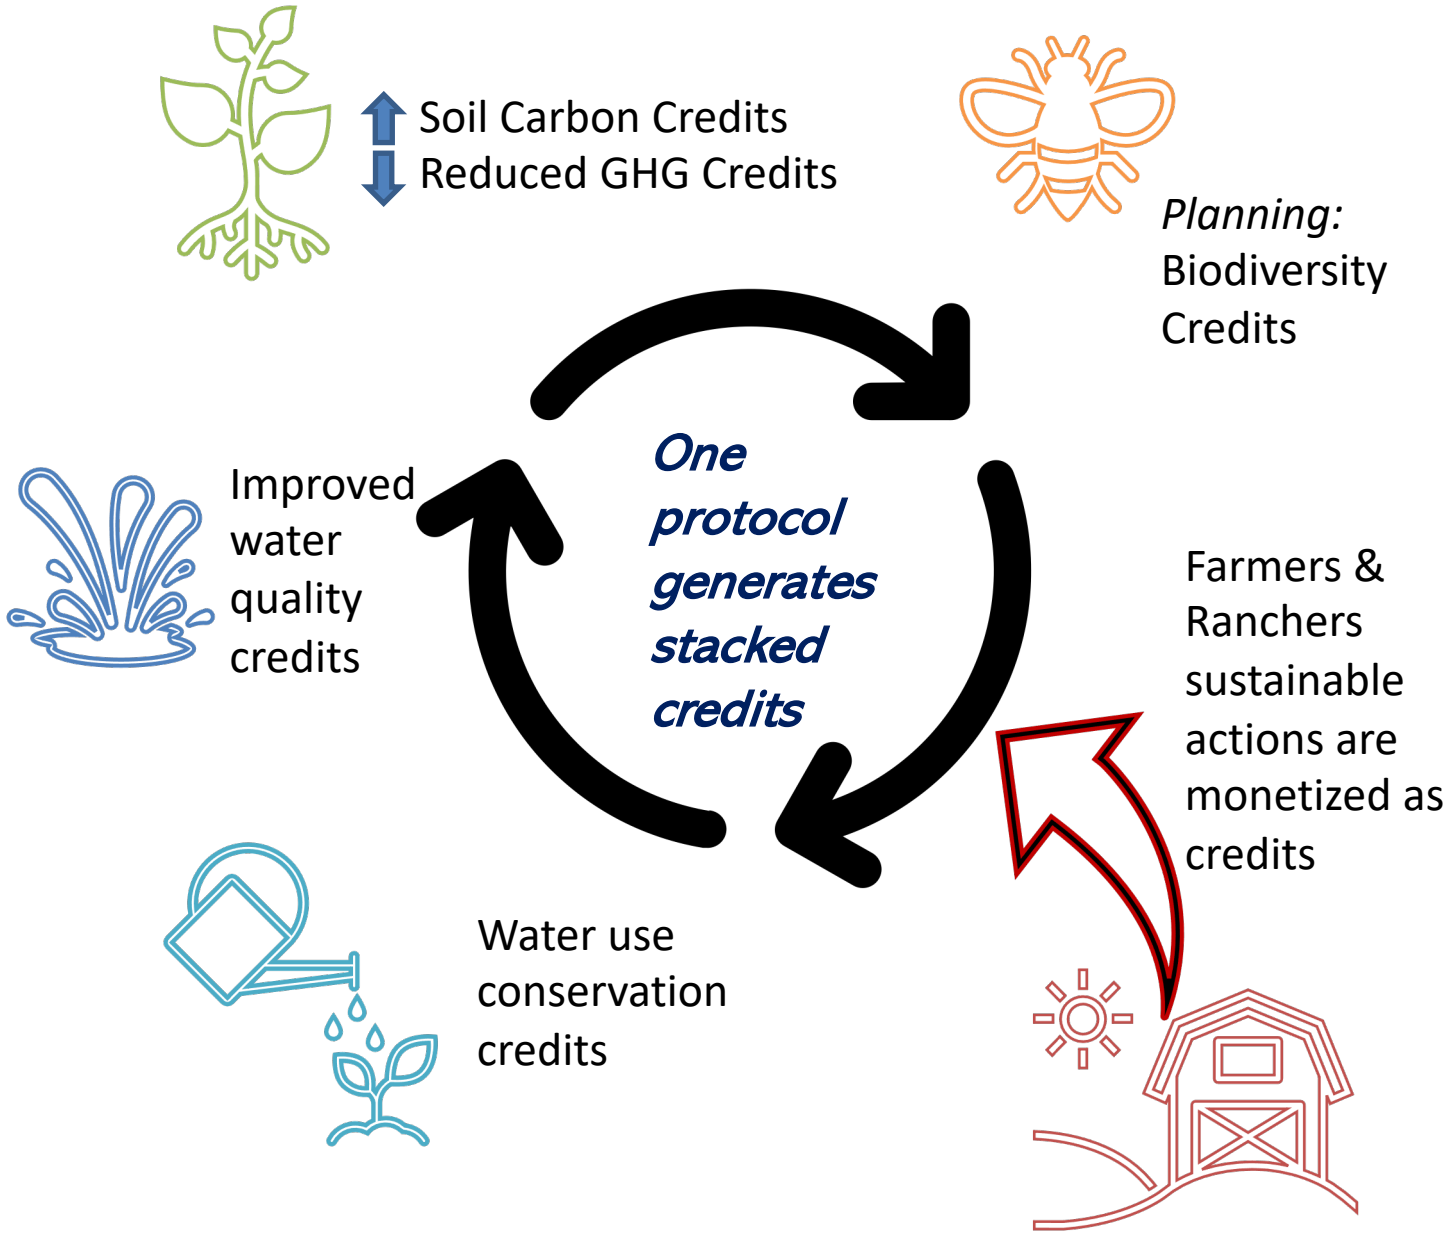 Soil Carbon Credits
Reduced GHG Credits
Planning:
Biodiversity
Credits
One
protocol
generates
stacked
credits
Improved
water
quality
credits
Farmers &
Ranchers
sustainable
actions are
monetized as
credits
Water use
conservation
credits